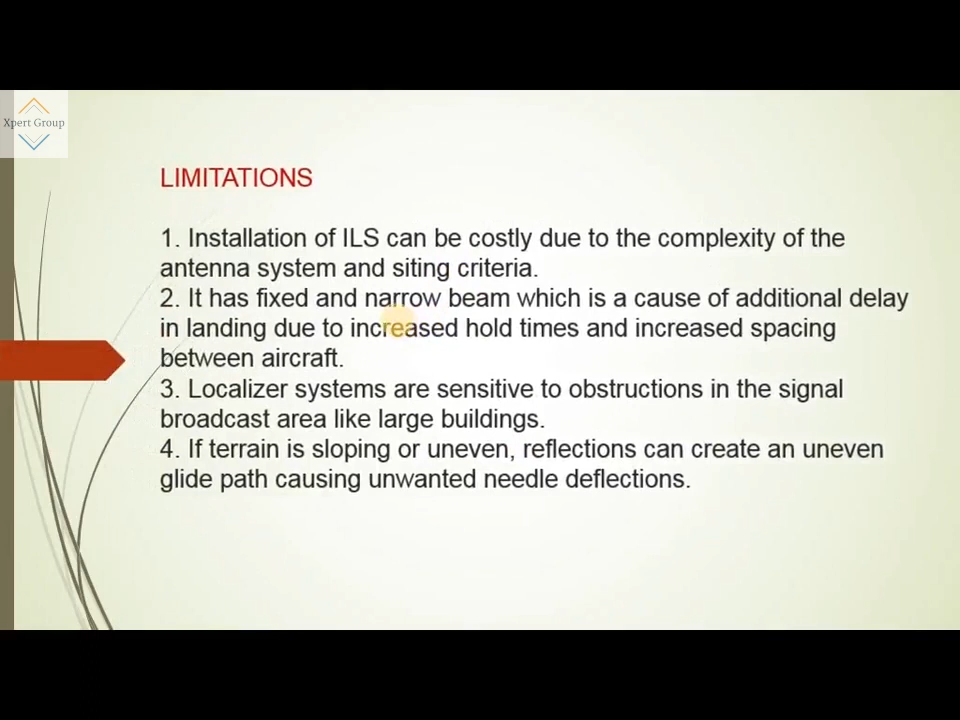 Xpert Group
LIMITATIONS
1. Installation of ILS can be costly due to the complexity of the
antenna system and siting criteria.
2. It has fixed and narrow beam which is a cause of additional delay
in landing due to increased hold times and increased spacing
between aircraft.
3. Localizer systems are sensitive to obstructions in the signal
broadcast area like large buildings.
4. If terrain is sloping or uneven, reflections can create an uneven
glide path causing unwanted needle deflections.